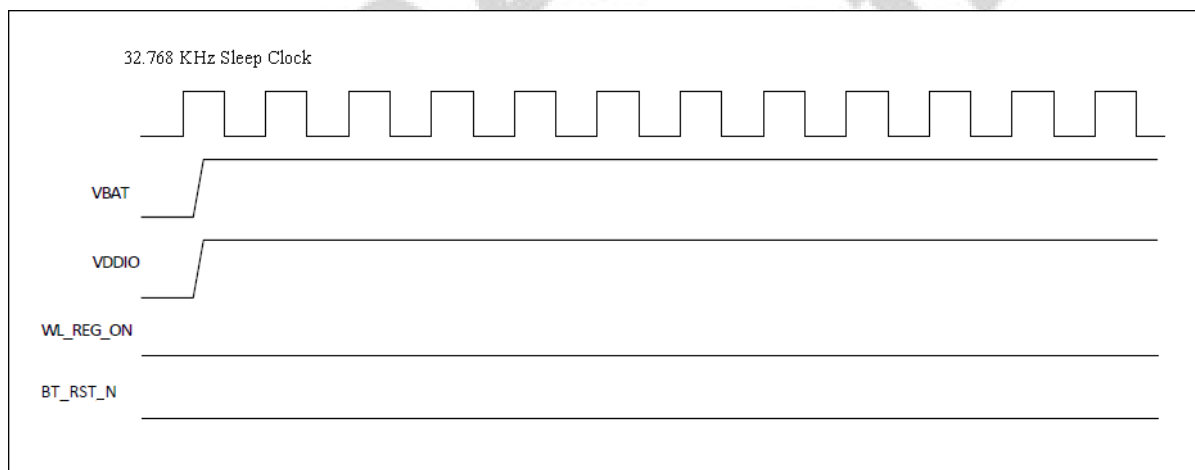 32.768 KHz Sleep Clock
VBAT
VDDIO
WL_REG_ON
BT_RST_N